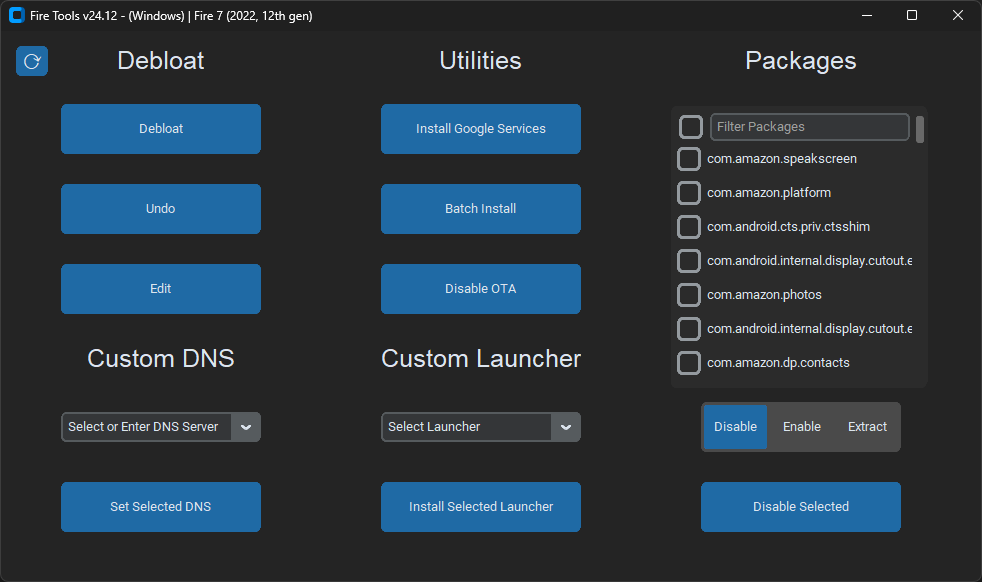 Fire Tools v24.12 - (Windows) | Fire 7 (2022, 12th gen)
Debloat
Debloat
Undo
Edit
Custom DNS
Select or Enter DNS Server
Set Selected DNS
Utilities
Install Google Services
Batch Install
Disable OTA
Custom Launcher
Select Launcher
Install Selected Launcher
Packages
Filter Packages
com.amazon.speakscreen
com.amazon.platform
com.android.cts.priv.ctsshim
com.android.internal.display.cutout.e
com.amazon.photos
com.android.internal.display.cutout.e
com.amazon.dp.contacts
Disable Enable Extract
Disable Selected